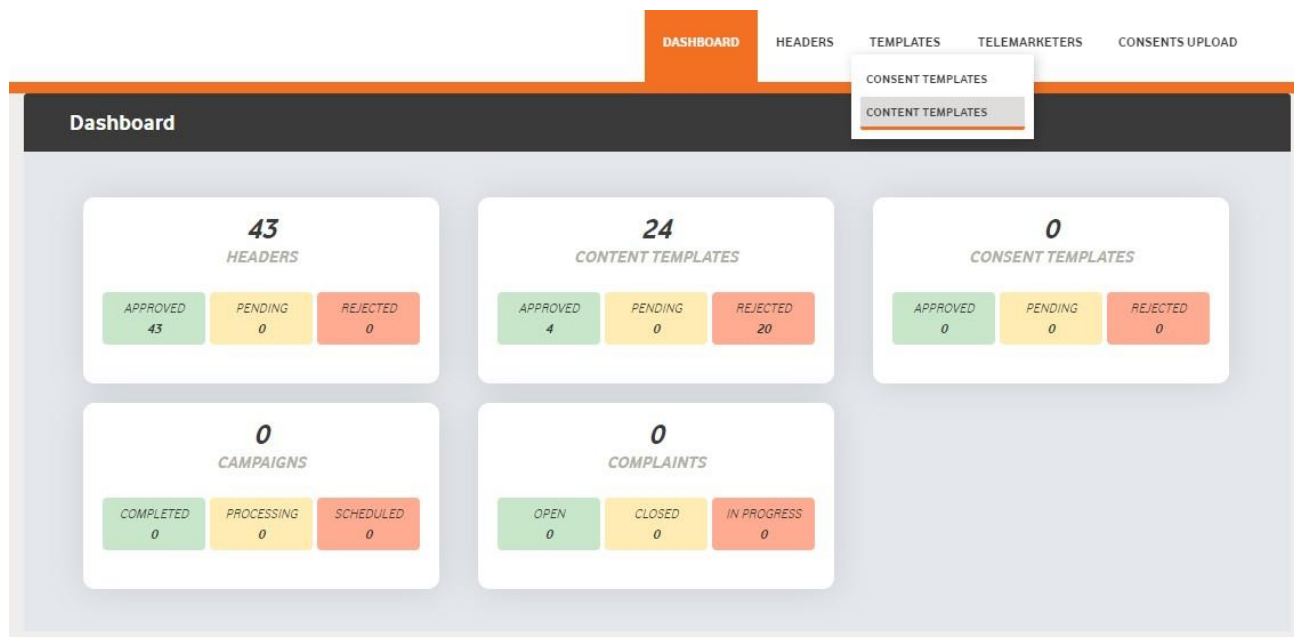 DASHBOARD HEADERS TEMPLATES TELEMARKETERS CONSENTS UPLOAD
CONSENT TEMPLATES
CONTENT TEMPLATES
Dashboard
43
HEADERS
APPROVED PENDING REJECTED
43 0 0
24
CONTENT TEMPLATES
APPROVED PENDING REJECTED
4 0 20
0
CONSENT TEMPLATES
APPROVED PENDING REJECTED
0 0 0
0
CAMPAIGNS
COMPLETED PROCESSING SCHEDULED
0 0 0
0
COMPLAINTS
OPEN CLOSED IN PROGRESS
0 0 0